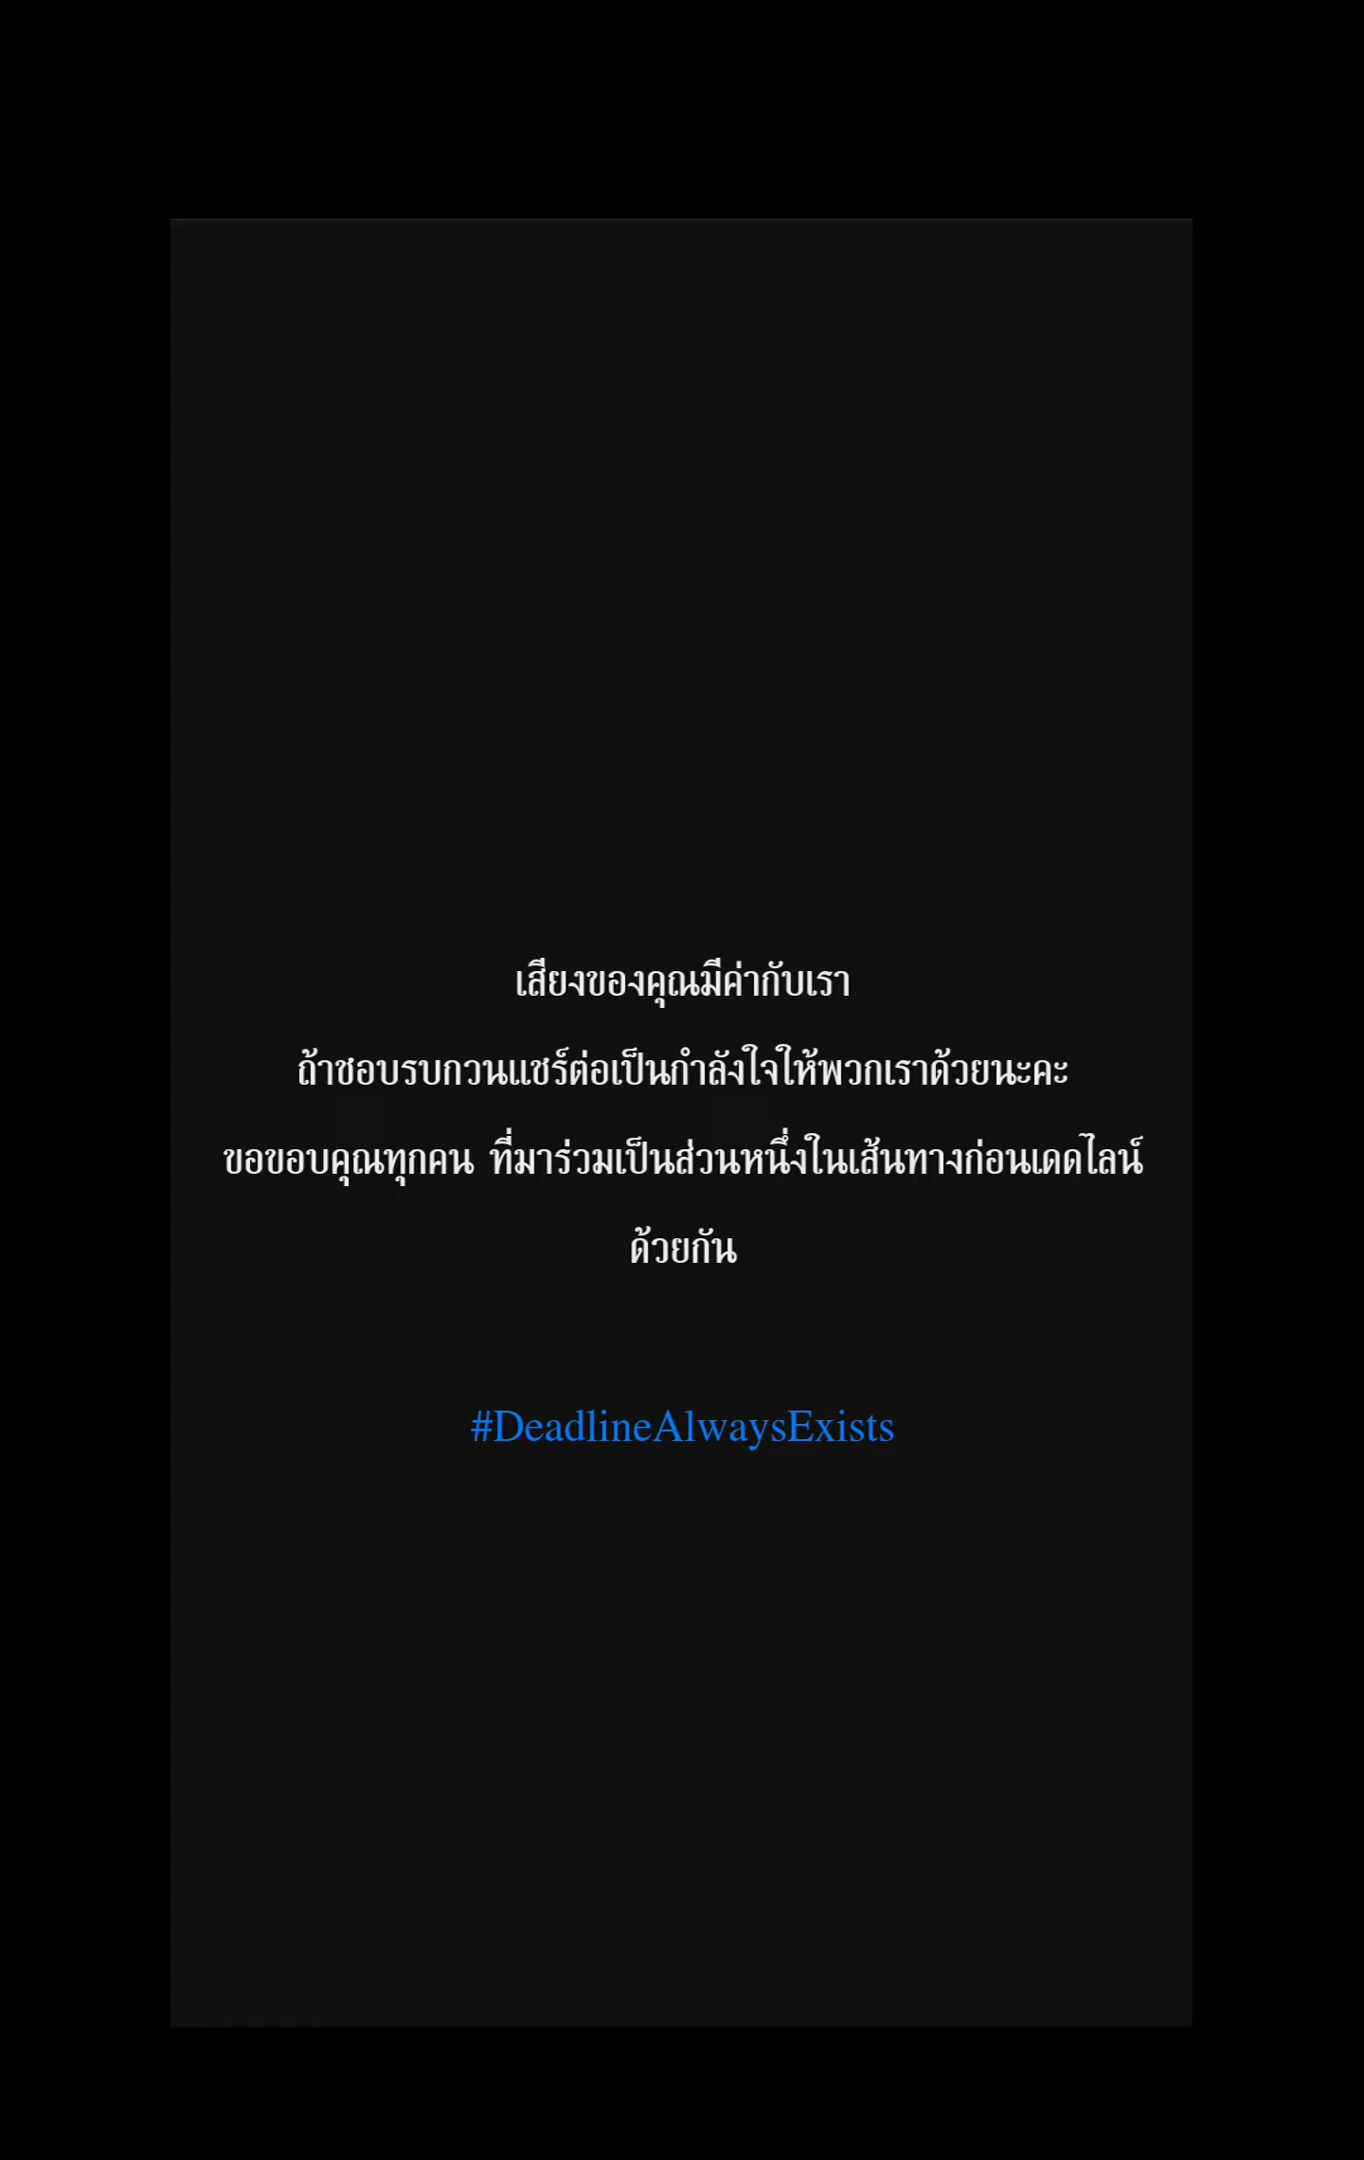 เสียงของคุณมีค่ากับเรา
ถ้าชอบรบกวนแชร์ต่อเป็นกำลังใจให้พวกเราด้วยนะคะ
ขอขอบคุณทุกคน ที่มาร่วมเป็นส่วนหนึ่งในเส้นทางก่อนเดดไลน์
ด้วยกัน
#DeadlineAlwaysExists